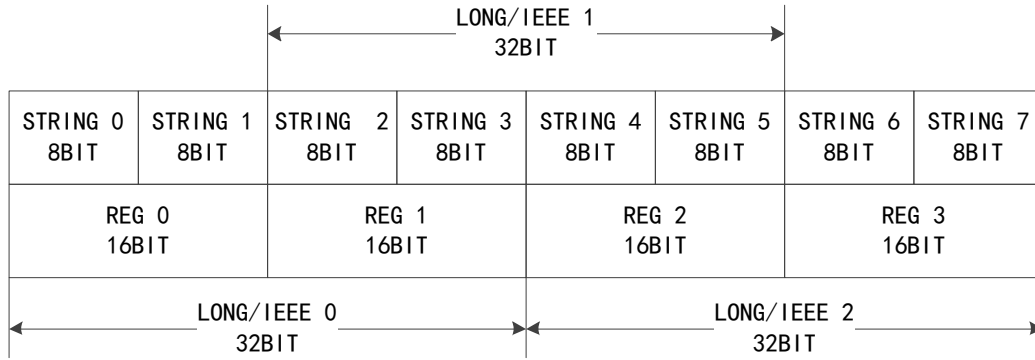 LONG/IEEE 1
32BIT
STRING 0 STRING 1 STRING 2 STRING 3 STRING 4 STRING 5 STRING 6 STRING 7
8BIT 8BIT 8BIT 8BIT 8BIT 8BIT 8BIT 8BIT
REG 0 REG 1 REG 2 REG 3
16BIT 16BIT 16BIT 16BIT
LONG/IEEE 0 LONG/IEEE 2
32BIT 32BIT